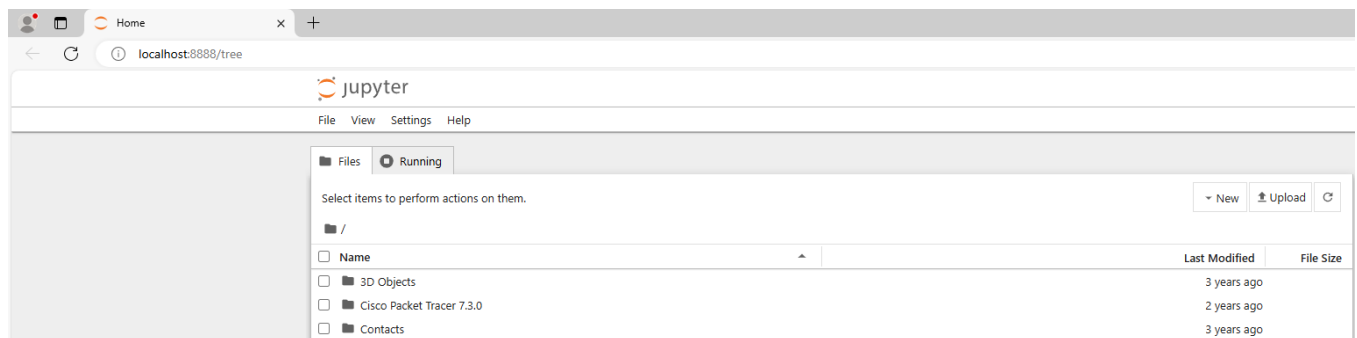 Home
localhost:8888/tree
jupyter
File View Settings Help
Files Running
Select items to perform actions on them.
New Upload
/
Name Last Modified File Size
3D Objects 3 years ago
Cisco Packet Tracer 7.3.0 2 years ago
Contacts 3 years ago